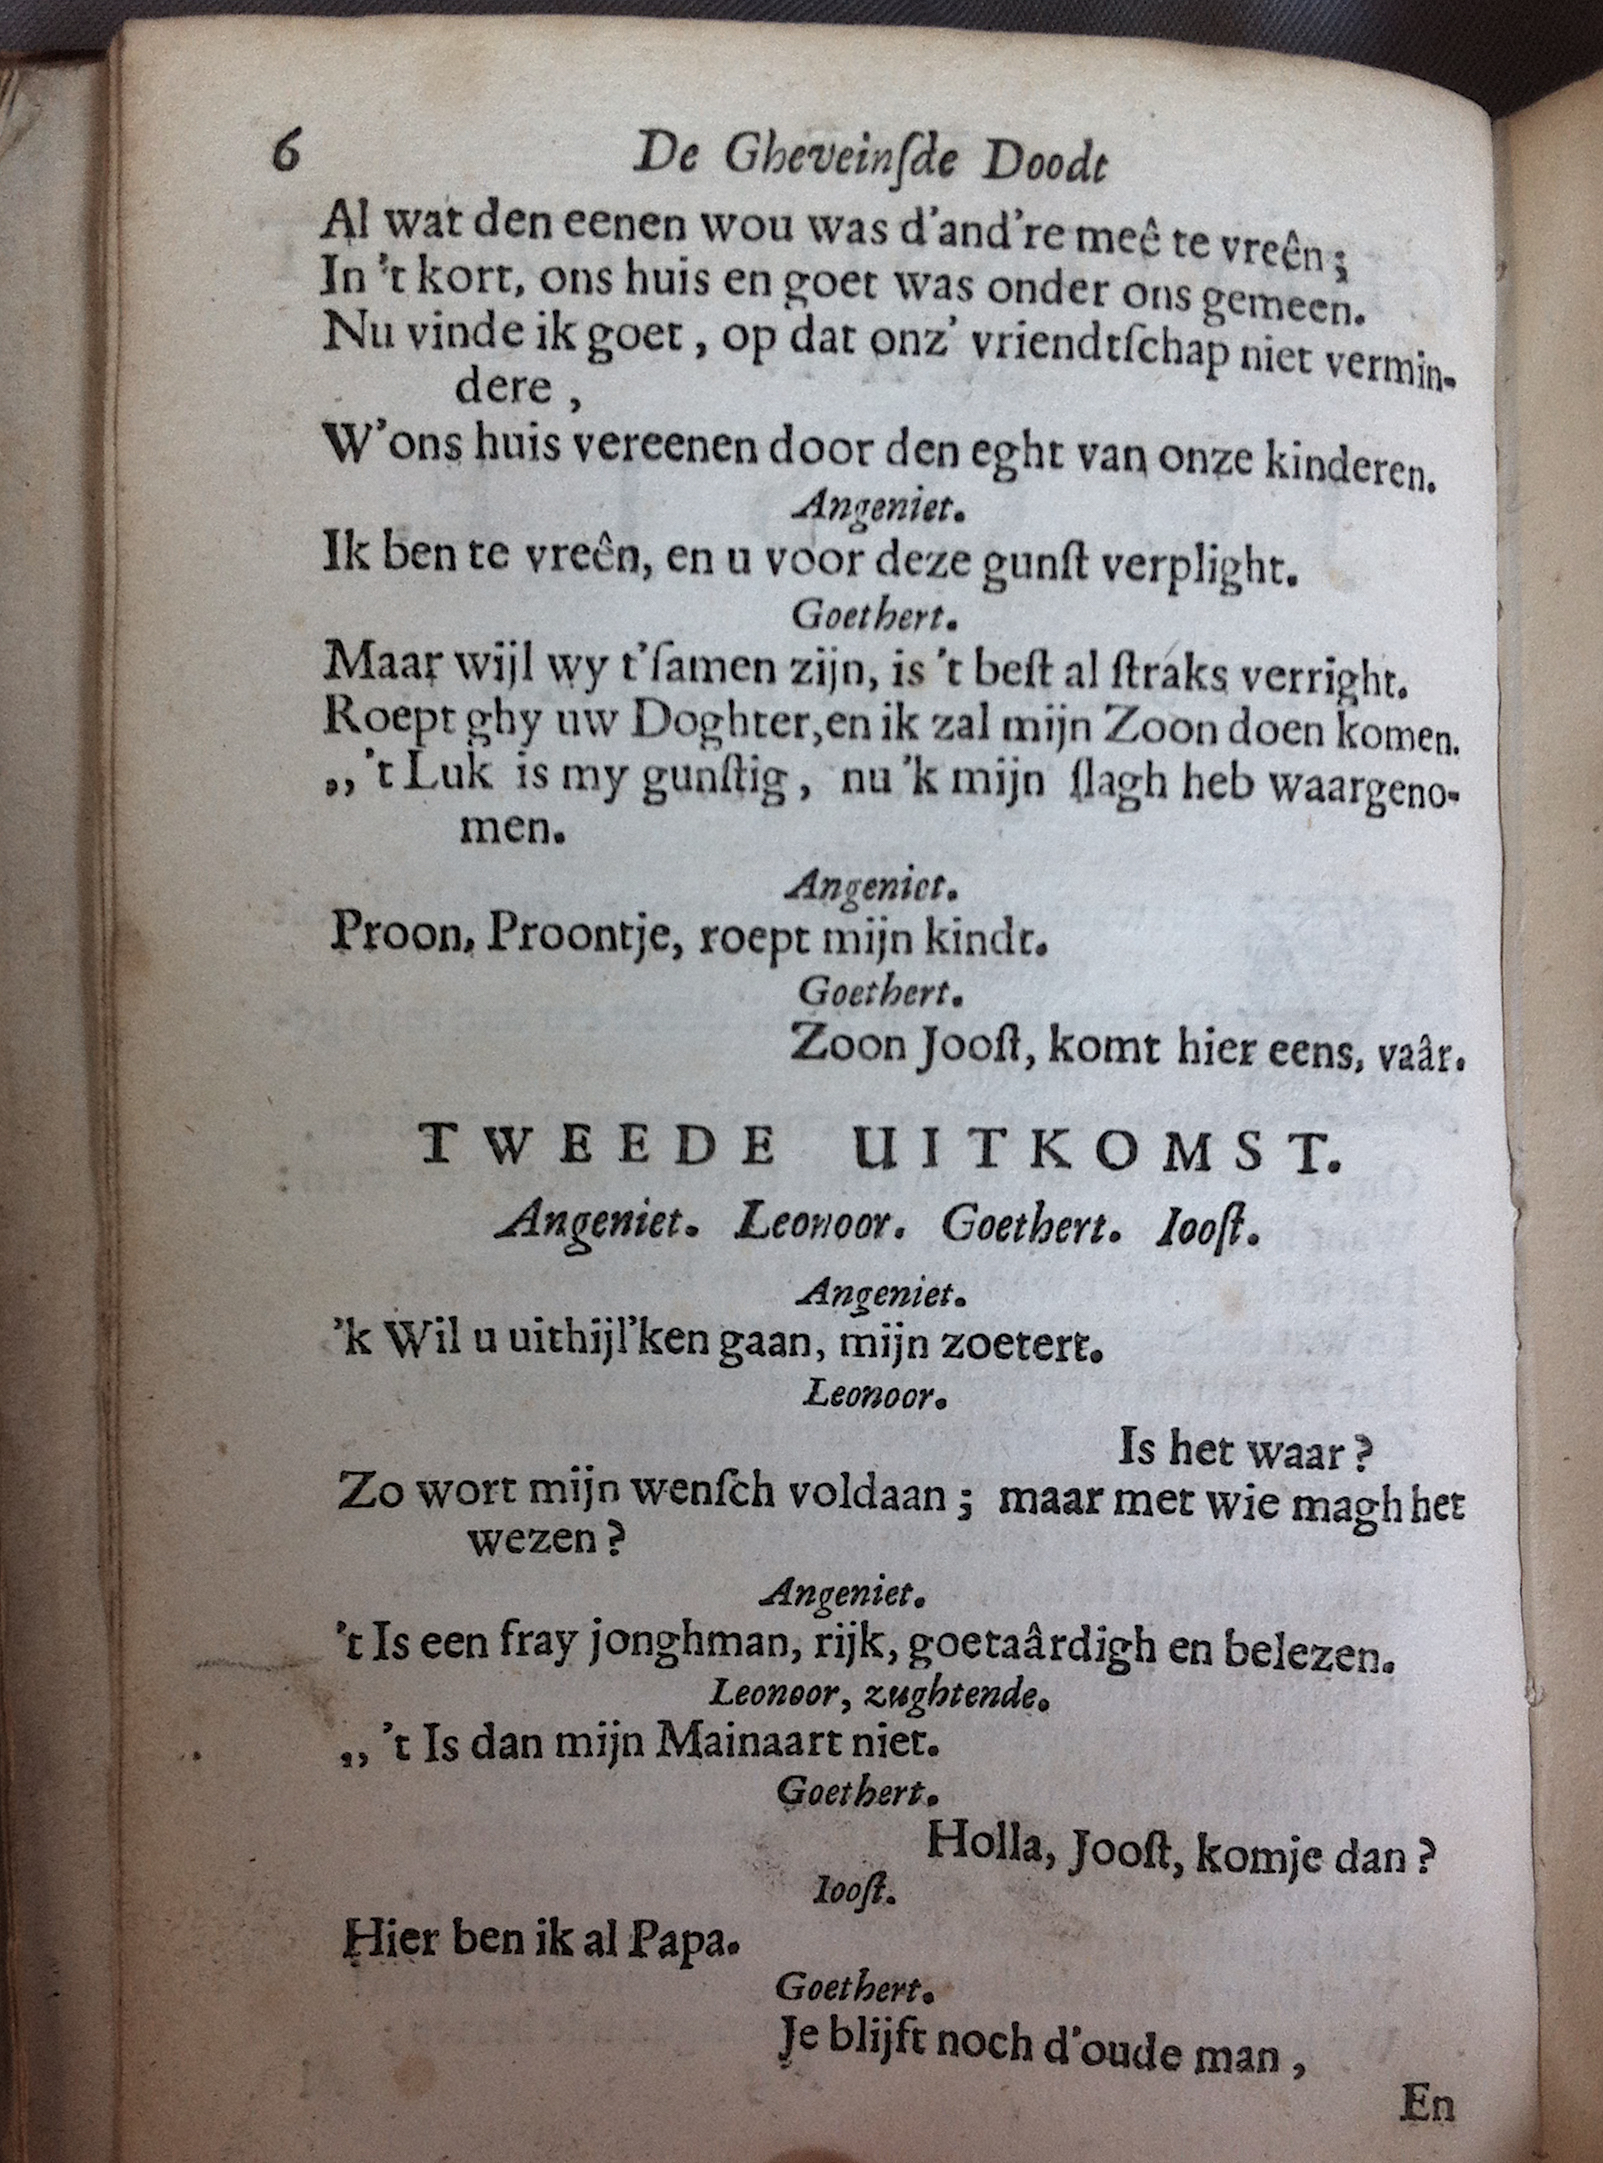 6 De Gheveinſde Doodt
Al wat den eenen wou was d'and're meê te vreên;
In 't kort, ons huis en goet was onder ons gemeen.
Nu vinde ik goet, op dat onz' vriendtſchap niet vermin-
dere,
W'ons huis vereenen door den eght van onze kinderen.
Angeniet.
Ik ben te vreên, en u voor deze gunſt verplight.
Goethert.
Maar wijl wy t'ſamen zijn, is 't beſt al ſtraks verright.
Roept ghy uw Doghter, en ik zal mijn Zoon doen komen.
,, 't Luk is my gunſtig, nu 'k mijn ſlagh heb waargeno-
men.
Angeniet.
Proon, Proontje, roept mijn kindt.
Goethert.
Zoon Jooſt, komt hier eens, vaâr.
TWEEDE UITKOMST.
Angeniet. Leonoor. Goethert. Iooſt.
Angeniet.
'k Wil u uithijl'ken gaan, mijn zoetert.
Leonoor.
Is het waar?
Zo wort mijn wenſch voldaan; maar met wie magh het
wezen?
Angeniet.
't Is een fray jonghman, rijk, goetaârdigh en belezen.
Leonoor, zughtende.
,, 't Is dan mijn Mainaart niet.
Goethert.
Holla, Jooſt, komje dan?
Iooſt.
Hier ben ik al Papa.
Goethert.
Je blijft noch d'oude man,
En